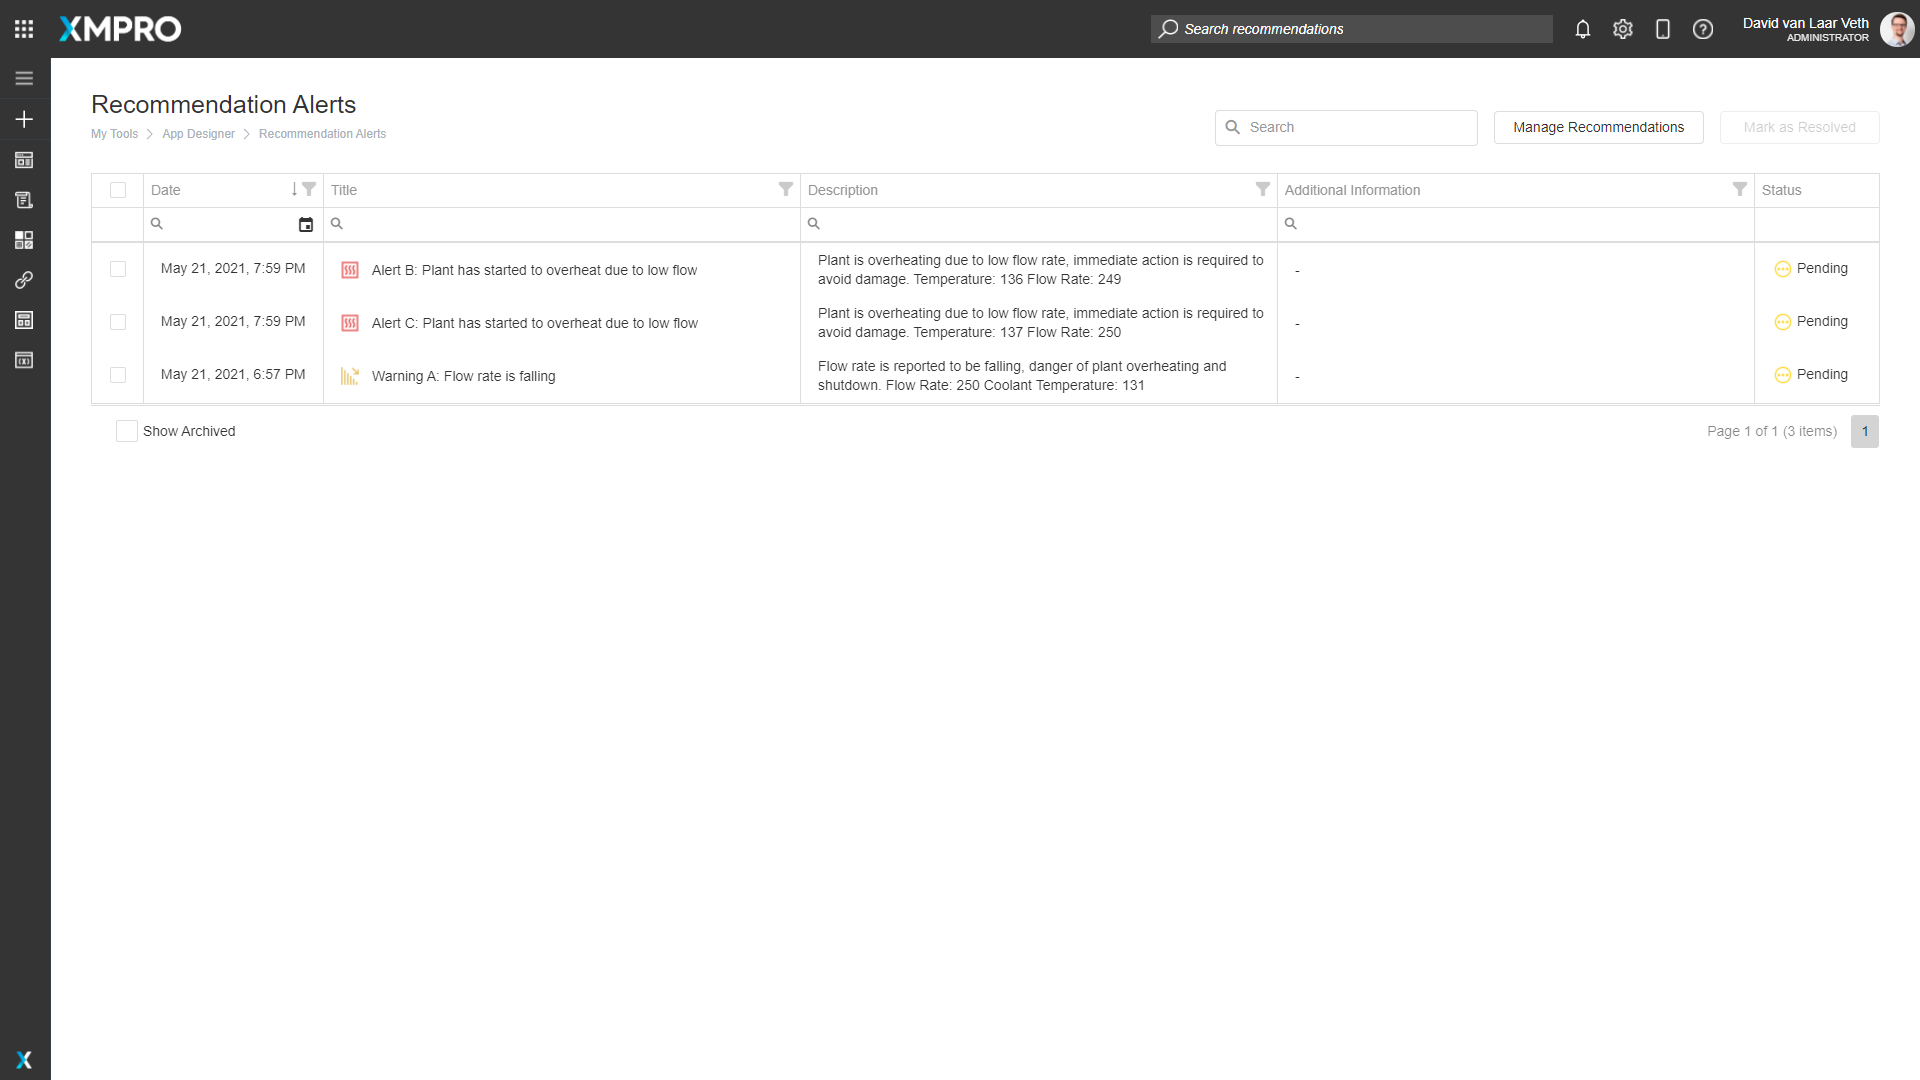 XMPRO
Search recommendations
David van Laar Veth
ADMINISTRATOR
Recommendation Alerts
My Tools > App Designer > Recommendation Alerts
Search
Manage Recommendations
Mark as Resolved
Date
Title
Description
Additional Information
Status
May 21, 2021, 7:59 PM
Alert B: Plant has started to overheat due to low flow
Plant is overheating due to low flow rate, immediate action is required to
avoid damage. Temperature: 136 Flow Rate: 249
-
Pending
May 21, 2021, 7:59 PM
Alert C: Plant has started to overheat due to low flow
Plant is overheating due to low flow rate, immediate action is required to
avoid damage. Temperature: 137 Flow Rate: 250
-
Pending
May 21, 2021, 6:57 PM
Warning A: Flow rate is falling
Flow rate is reported to be falling, danger of plant overheating and
shutdown. Flow Rate: 250 Coolant Temperature: 131
-
Pending
Show Archived
Page 1 of 1 (3 items)
1
X